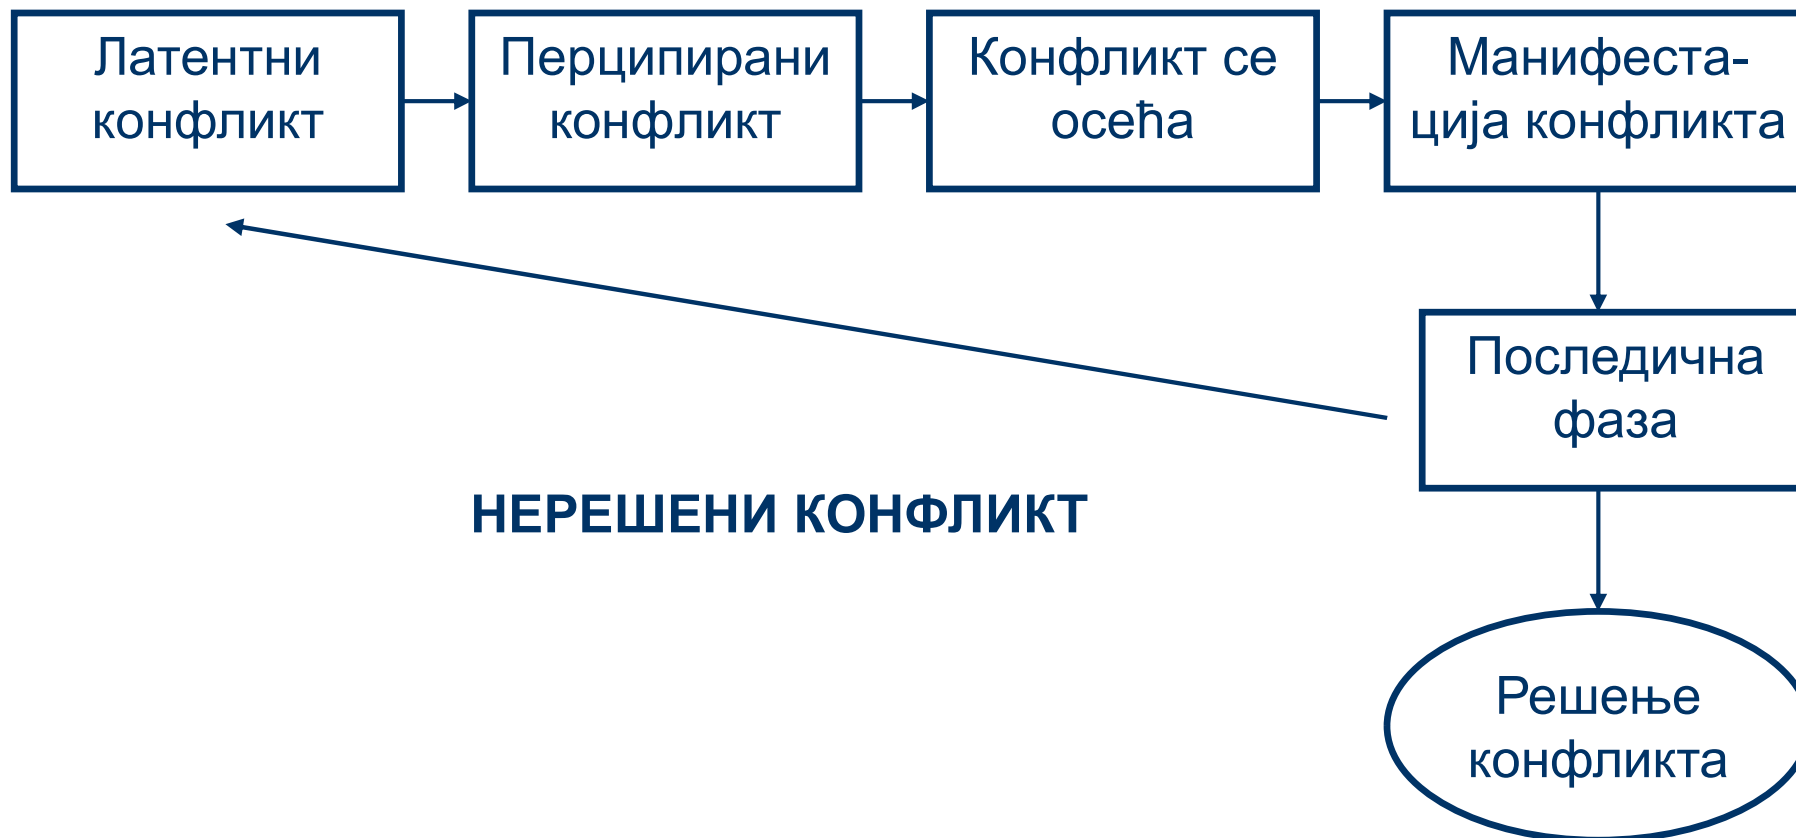 Латентни
конфликт
Перципирани
конфликт
Конфликт се
осећа
Манифеста-
ција конфликта
Последична
фаза
НЕРЕШЕНИ КОНФЛИКТ
Решење
конфликта